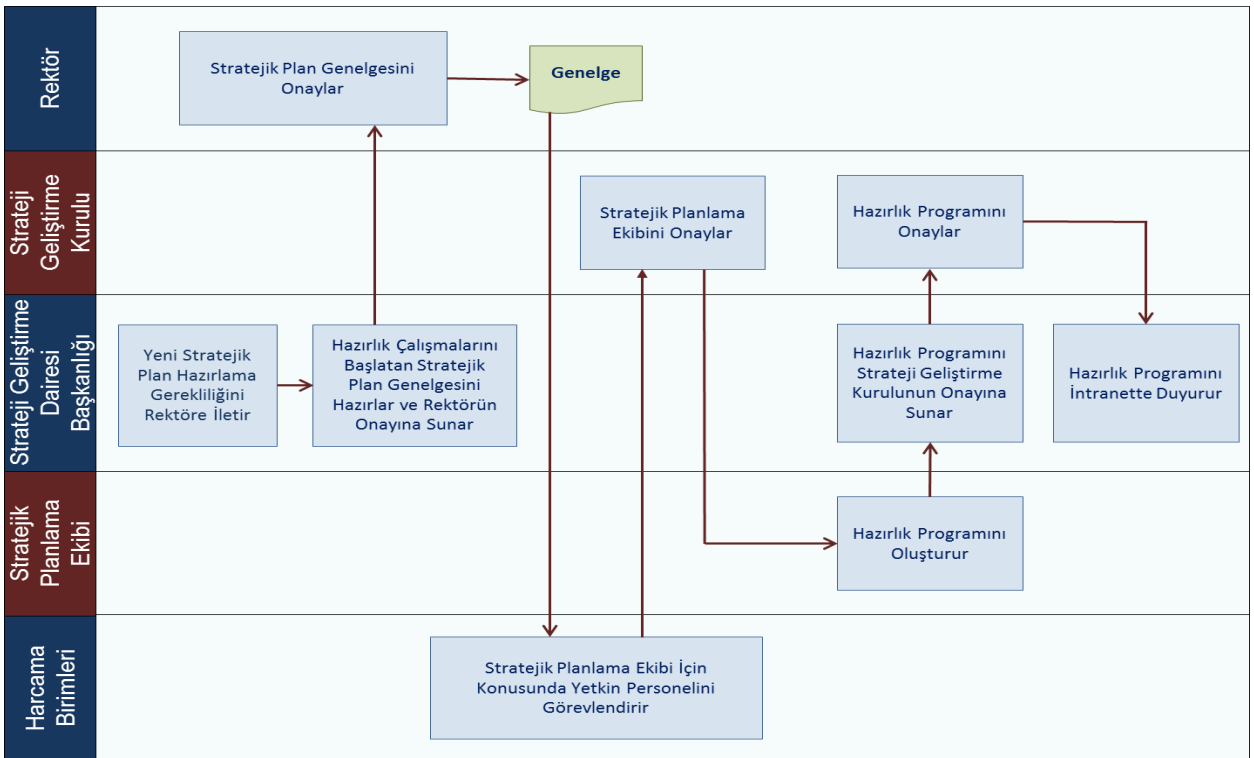 Rektör
Stratejik Plan Genelgesini
Onaylar
Genelge
Strateji
Geliştirme
Kurulu
Stratejik Planlama
Ekibini Onaylar
Hazırlık Programını
Onaylar
Strateji Geliştirme
Dairesi
Başkanlığı
Yeni Stratejik
Plan Hazırlama
Gerekliliğini
Rektöre İletir
Hazırlık Çalışmalarını
Başlatan Stratejik
Plan Genelgesini
Hazırlar ve Rektörün
Onayına Sunar
Hazırlık Programını
Strateji Geliştirme
Kurulunun Onayına
Sunar
Hazırlık Programını
İntranette Duyurur
Stratejik
Planlama
Ekibi
Hazırlık Programını
Oluşturur
Harcama
Birimleri
Stratejik Planlama Ekibi İçin
Konusunda Yetkin Personelini
Görevlendirir